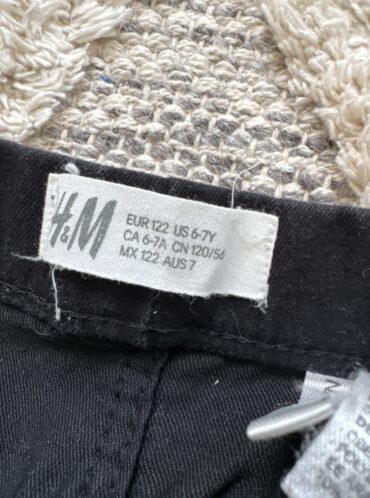 H&M
EUR 122 US 6-7Y
CA 6-7A CN 120/56
MX 122 AUS 7